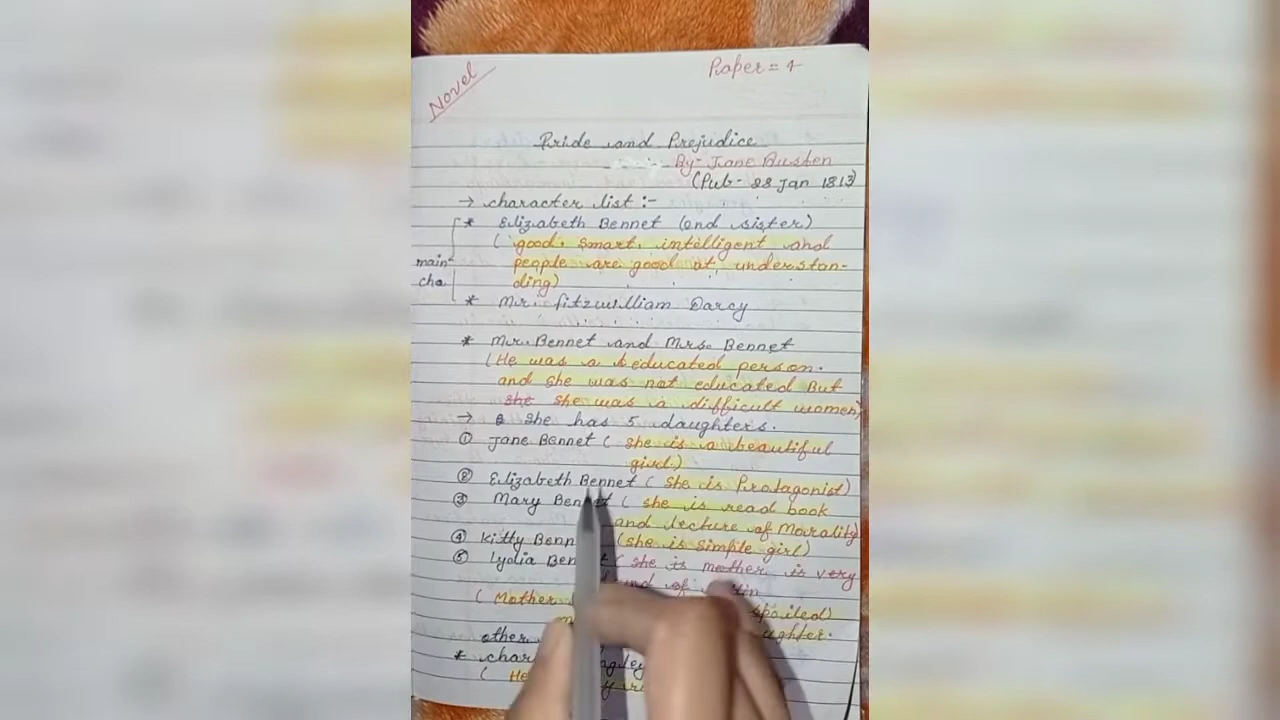 Novel
Paper = 4
Pride and Prejudice
By- Jane Austen
(Pub- 28 Jan 1813)
→ character list :-
* Elizabeth Bennet (2nd sister)
( good, smart, intelligent and
main
people are good at understan-
cha
ding)
* Mr. fitzwilliam Darcy
* Mr. Bennet and Mrs. Bennet
(He was a educated person.
and she was not educated But
she she was a difficult women)
→ she has 5 daughters.
① Jane Bennet ( she is a beautiful
girl.)
② Elizabeth Bennet ( she is Protagonist)
③ Mary Bennet ( she is read book
and lecture of Morality)
④ Kitty Benn (she is simple girl)
⑤ Lydia Ben ( she is mother is very
of
( Mother spoiled)
other
* char
( He